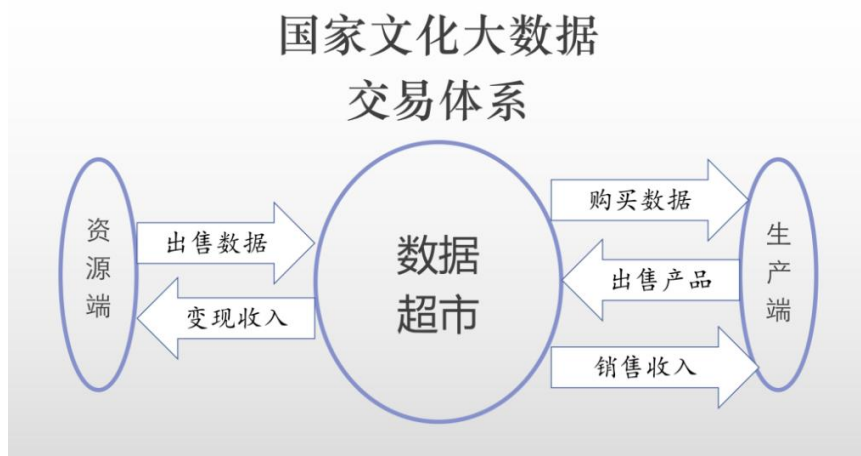 国家文化大数据
交易体系
资源端
出售数据
变现收入
数据
超市
购买数据
出售产品
销售收入
生产端